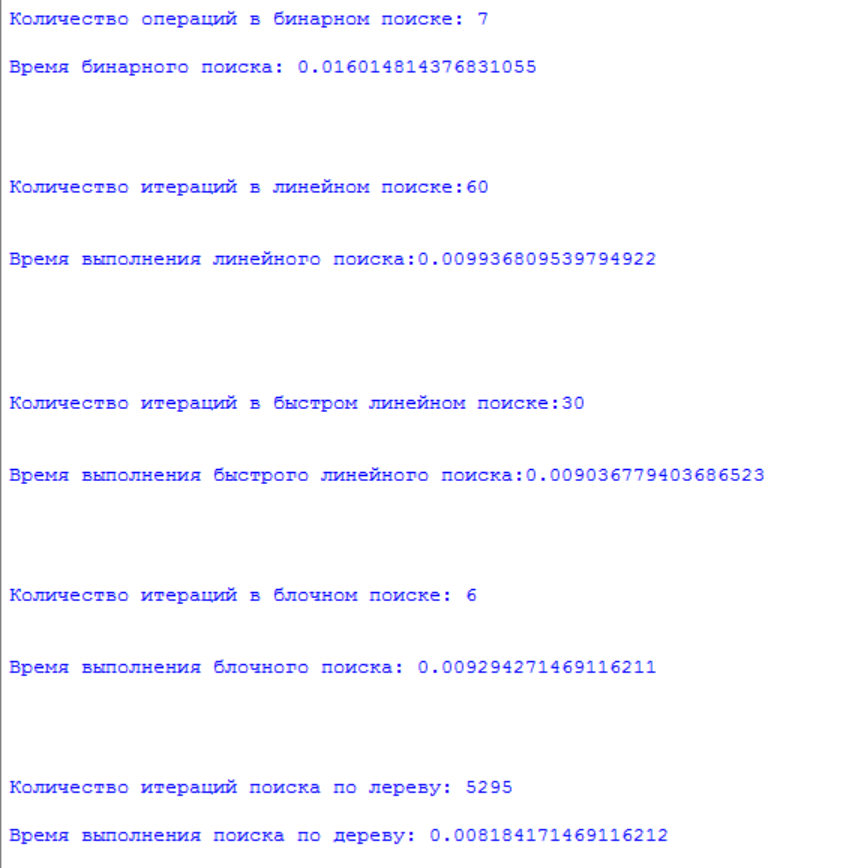 Количество операций в бинарном поиске: 7
Время бинарного поиска: 0.016014814376831055
Количество итераций в линейном поиске:60
Время выполнения линейного поиска:0.009936809539794922
Количество итераций в быстром линейном поиске:30
Время выполнения быстрого линейного поиска:0.009036779403686523
Количество итераций в блочном поиске: 6
Время выполнения блочного поиска: 0.009294271469116211
Количество итераций поиска по лереву: 5295
Время выполнения поиска по дереву: 0.008184171469116212